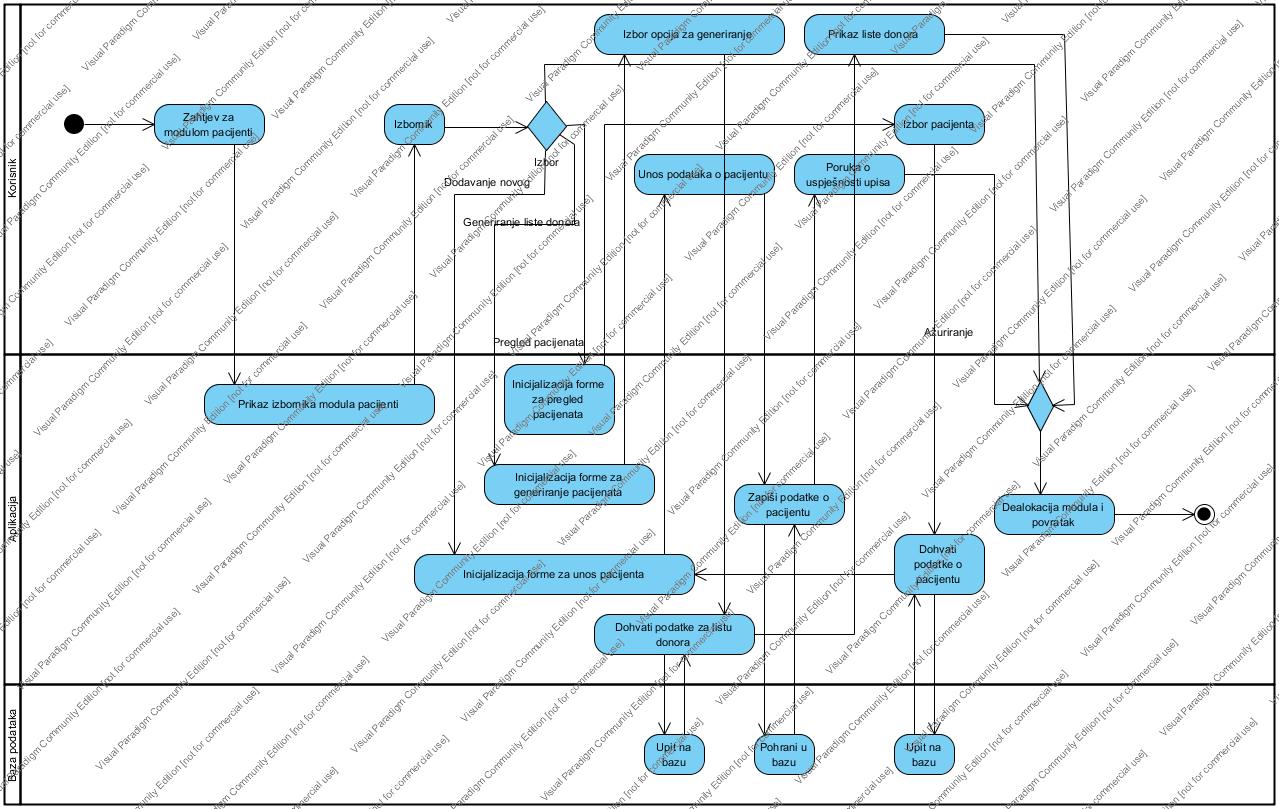 Izbor opcija za generiranje
Prikaz liste donora
Korisnik
Zahtjev za
modulom pacijenti
Izbornik
Izbor
Izbor pacijenta
Unos podataka o pacijentu
Poruka o
uspješnosti upisa
Dodavanje novog
Generiranje liste donora
Pregled pacijenata
Ažuriranje
Aplikacija
Prikaz izbornika modula pacijenti
Inicijalizacija forme
za pregled
pacijenata
Inicijalizacija forme za
generiranje pacijenata
Zapiši podatke o
pacijentu
Dealokacija modula i
povratak
Inicijalizacija forme za unos pacijenta
Dohvati
podatke o
pacijentu
Dohvati podatke za listu
donora
Baza podataka
Upit na
bazu
Pohrani u
bazu
Upit na
bazu
Visual Paradigm Community Edition [not for commercial use]